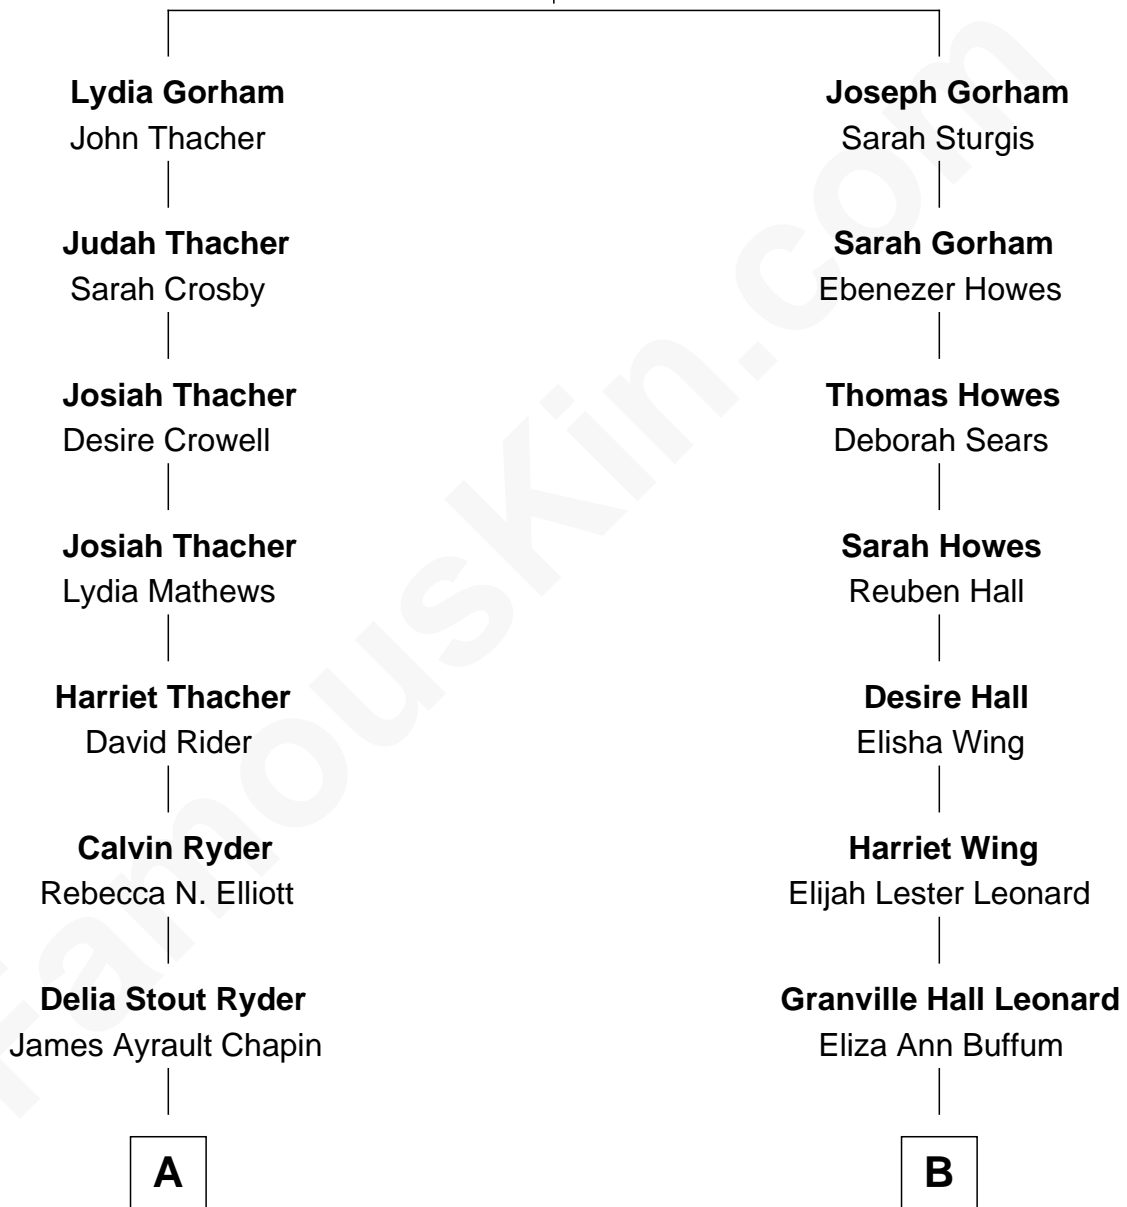 Lydia Gorham
John Thacher
Joseph Gorham
Sarah Sturgis
Judah Thacher
Sarah Crosby
Sarah Gorham
Ebenezer Howes
Josiah Thacher
Desire Crowell
Thomas Howes
Deborah Sears
Josiah Thacher
Lydia Mathews
Sarah Howes
Reuben Hall
Harriet Thacher
David Rider
Desire Hall
Elisha Wing
Calvin Ryder
Rebecca N. Elliott
Harriet Wing
Elijah Lester Leonard
Delia Stout Ryder
James Ayrault Chapin
Granville Hall Leonard
Eliza Ann Buffum
A
B
FamousKin.com